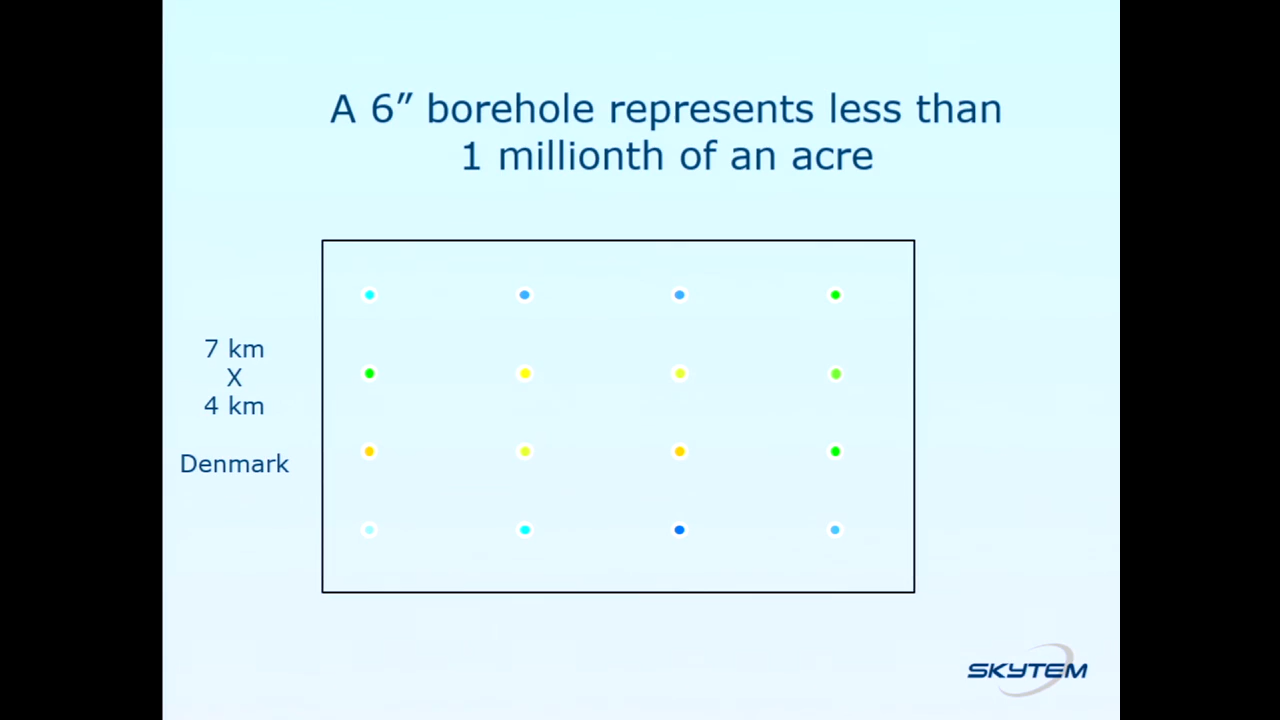 A 6” borehole represents less than
1 millionth of an acre
7 km
X
4 km
Denmark
SKYTEM